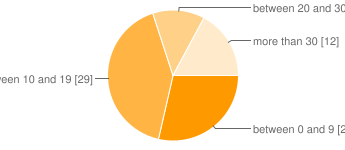 between 20 and 30
more than 30 [12]
een 10 and 19 [29]
between 0 and 9 [2